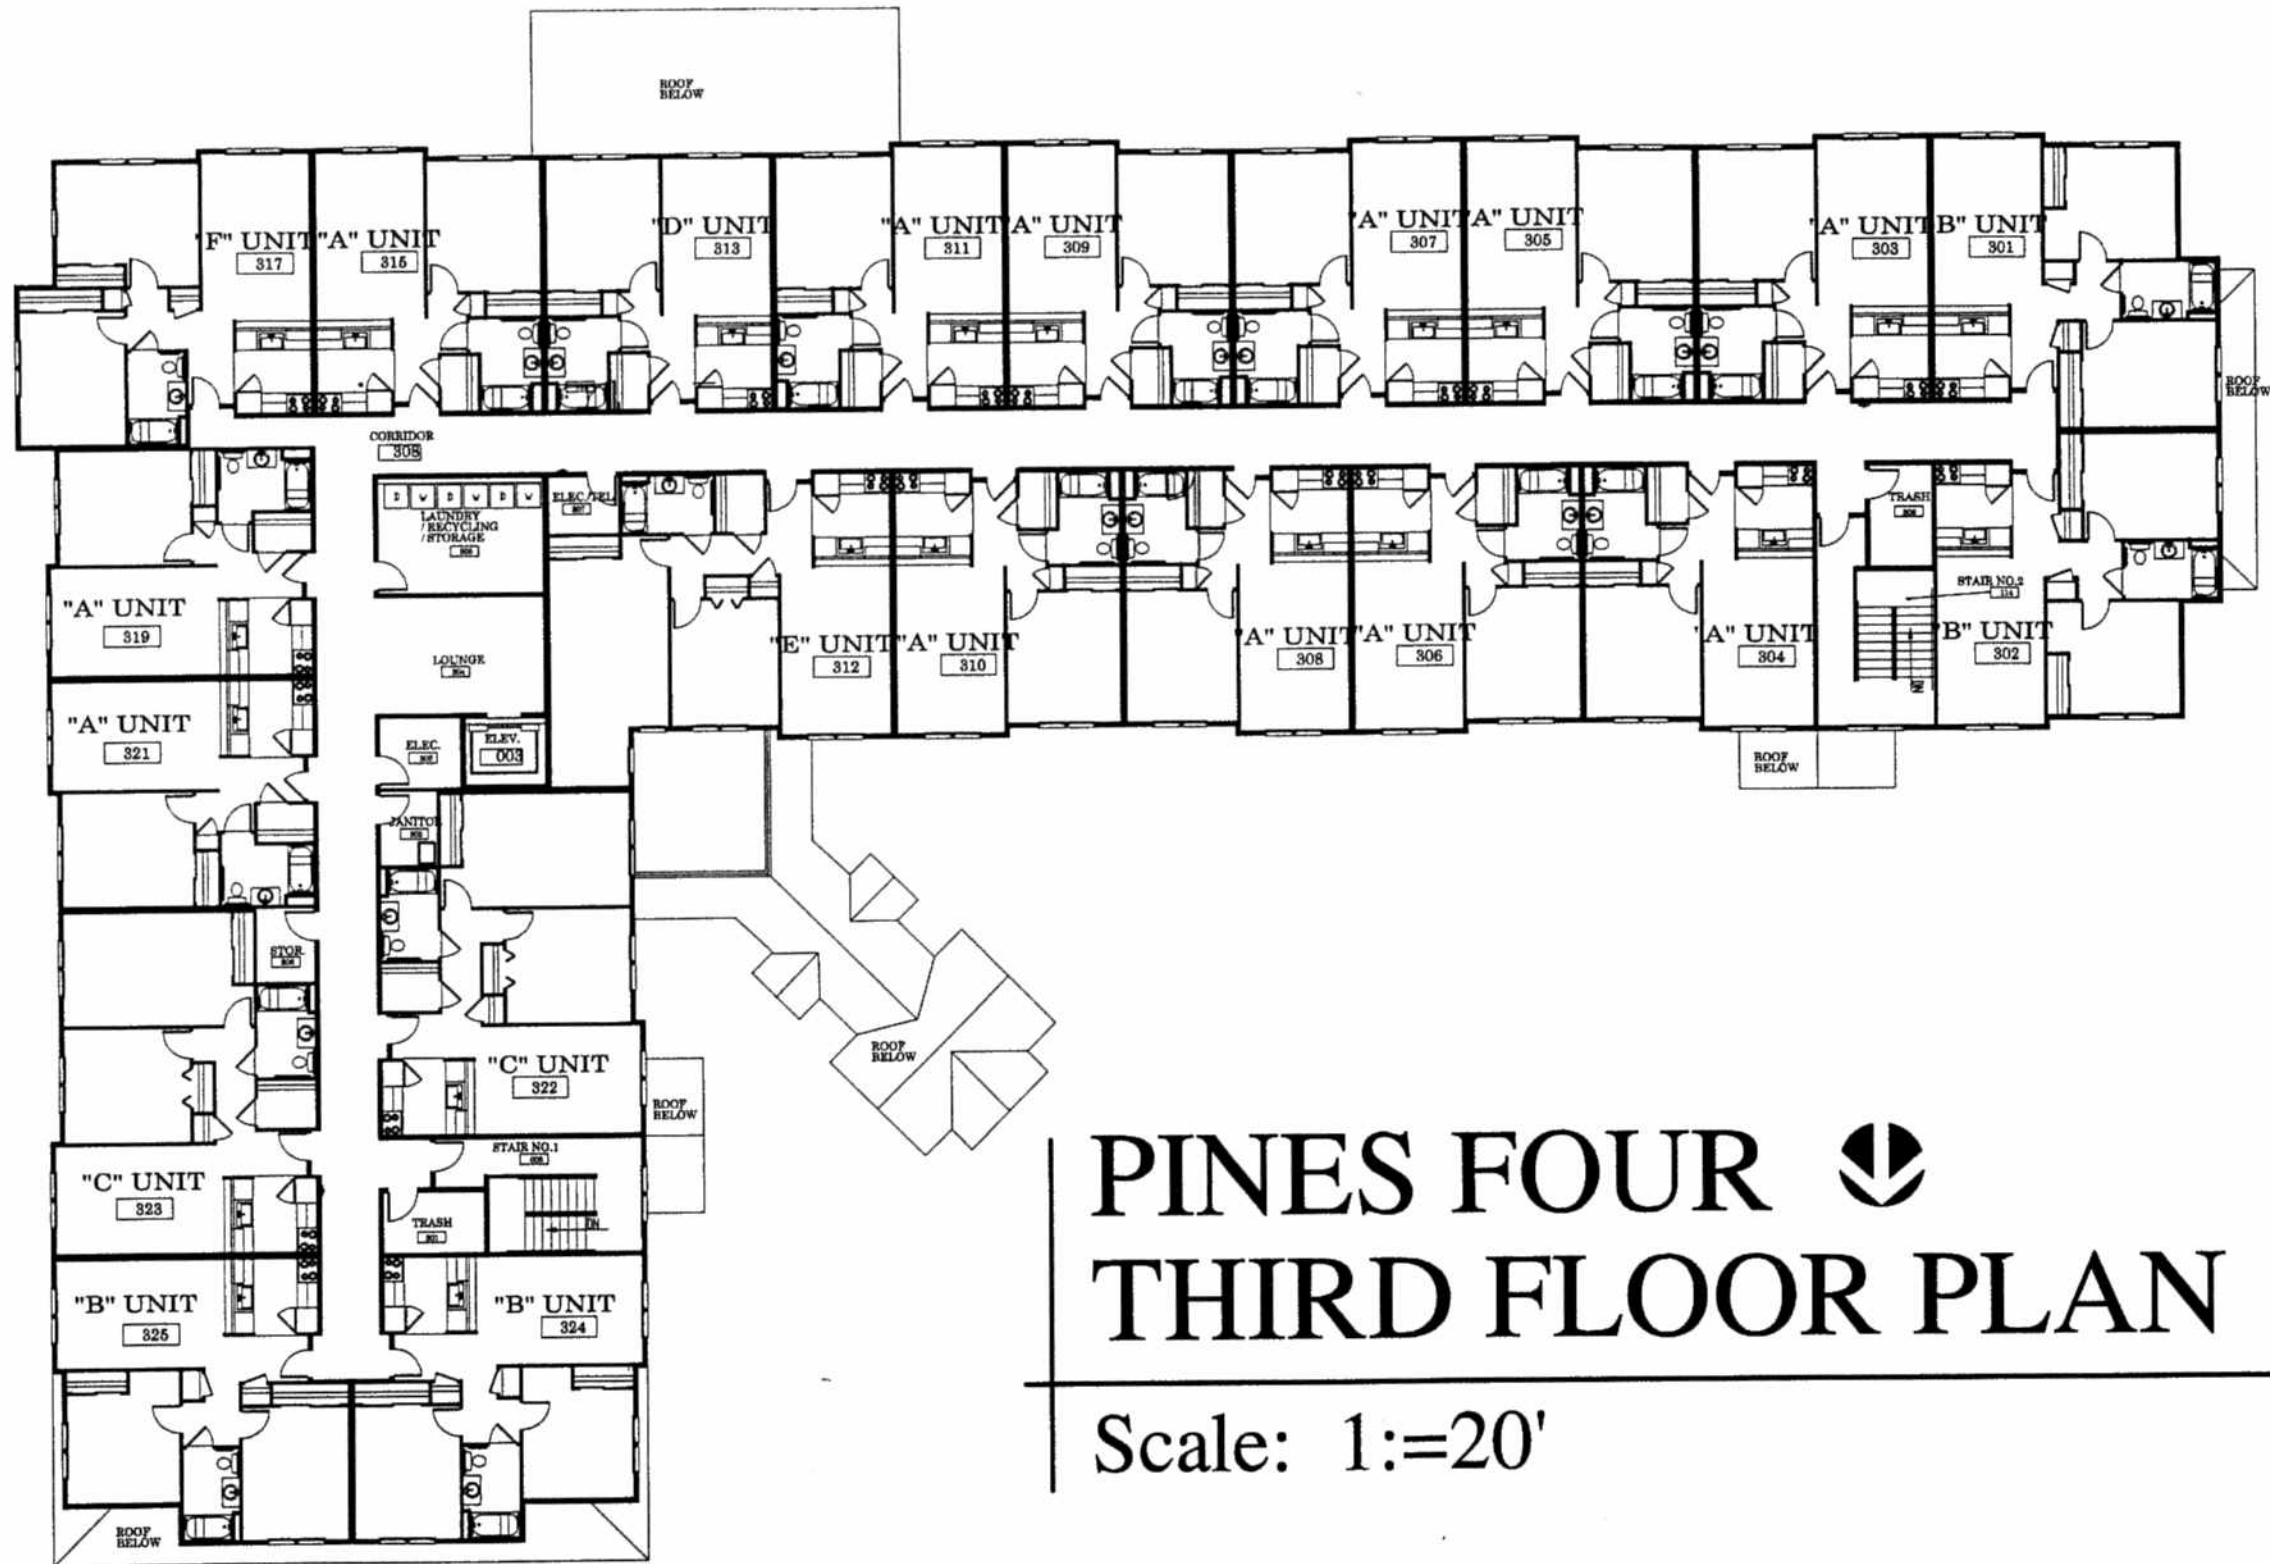 ROOF
BELOW
F" UNIT
317
"A" UNIT
315
"D" UNIT
313
"A" UNIT
311
'A" UNIT
309
'A" UNIT
307
'A" UNIT
305
'A" UNIT
303
B" UNIT
301
ROOF
BELOW
CORRIDOR
308
D W D W D W
LAUNDRY
/RECYCLING
/STORAGE
ELEC./TEL.
TRASH
STAIR NO.2
114
"A" UNIT
319
LOUNGE
"E" UNIT
312
"A" UNIT
310
'A" UNIT
308
'A" UNIT
306
'A" UNIT
304
"B" UNIT
302
"A" UNIT
321
ELEC.
ELEV.
003
ROOF
BELOW
JANITOR
STOR.
"C" UNIT
322
ROOF
BELOW
ROOF
BELOW
STAIR NO.1
"C" UNIT
323
TRASH
DN
"B" UNIT
325
"B" UNIT
324
ROOF
BELOW
PINES FOUR
THIRD FLOOR PLAN
Scale: 1:=20'